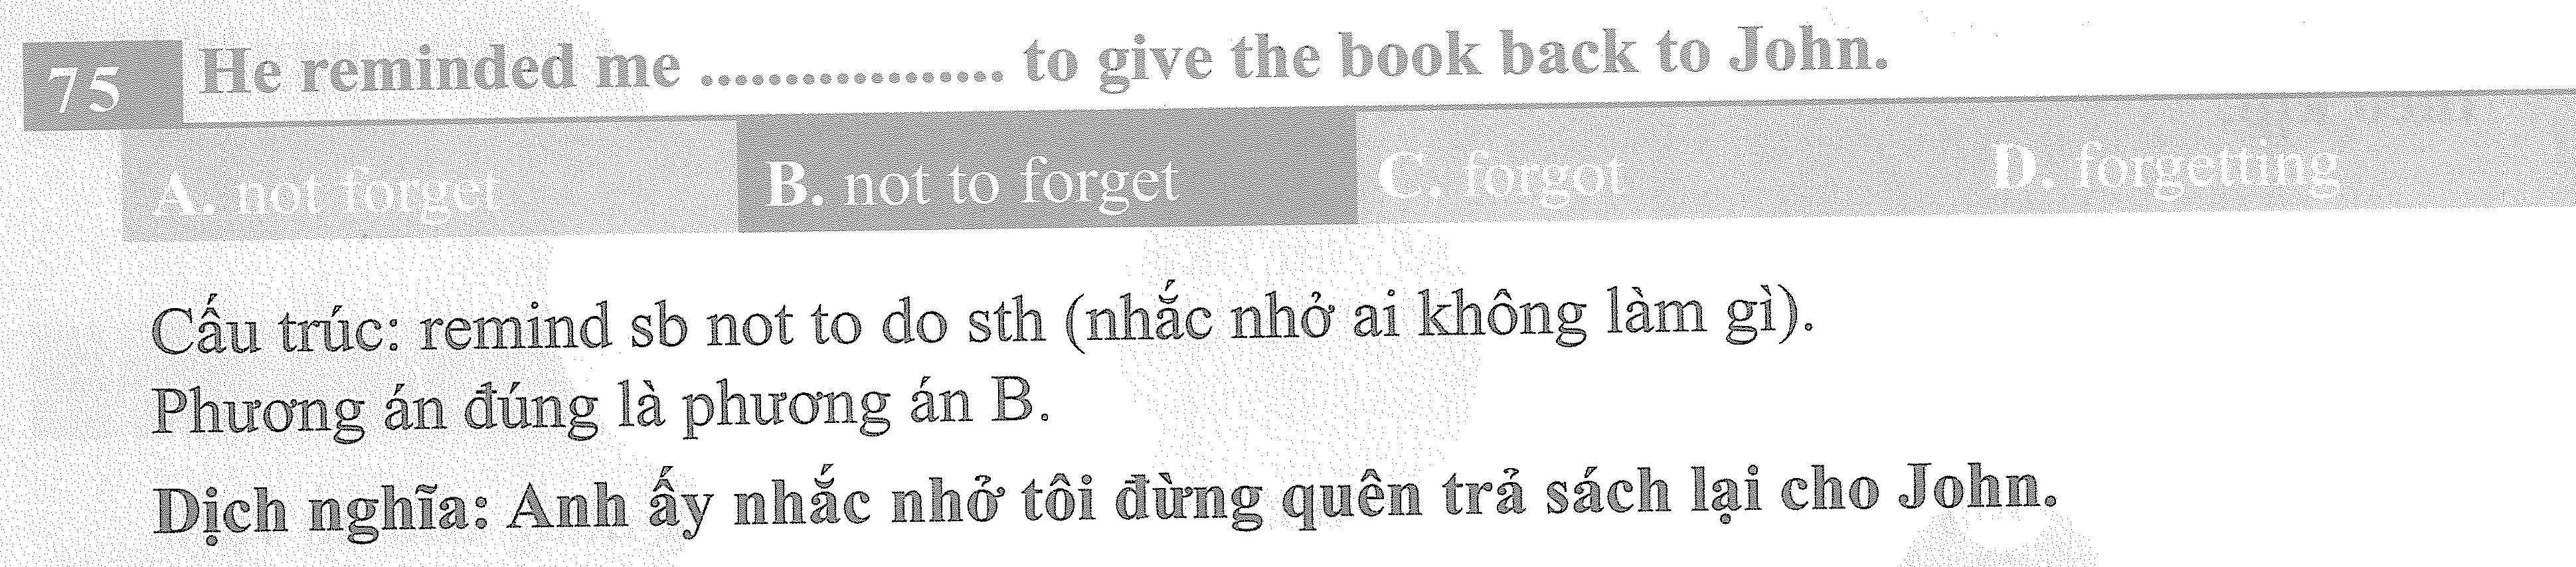 75 He reminded me .................. to give the book back to John.
A. not forget B. not to forget C. forgot D. forgetting
Cấu trúc: remind sb not to do sth (nhắc nhở ai không làm gì).
Phương án đúng là phương án B.
Dịch nghĩa: Anh ấy nhắc nhở tôi đừng quên trả sách lại cho John.